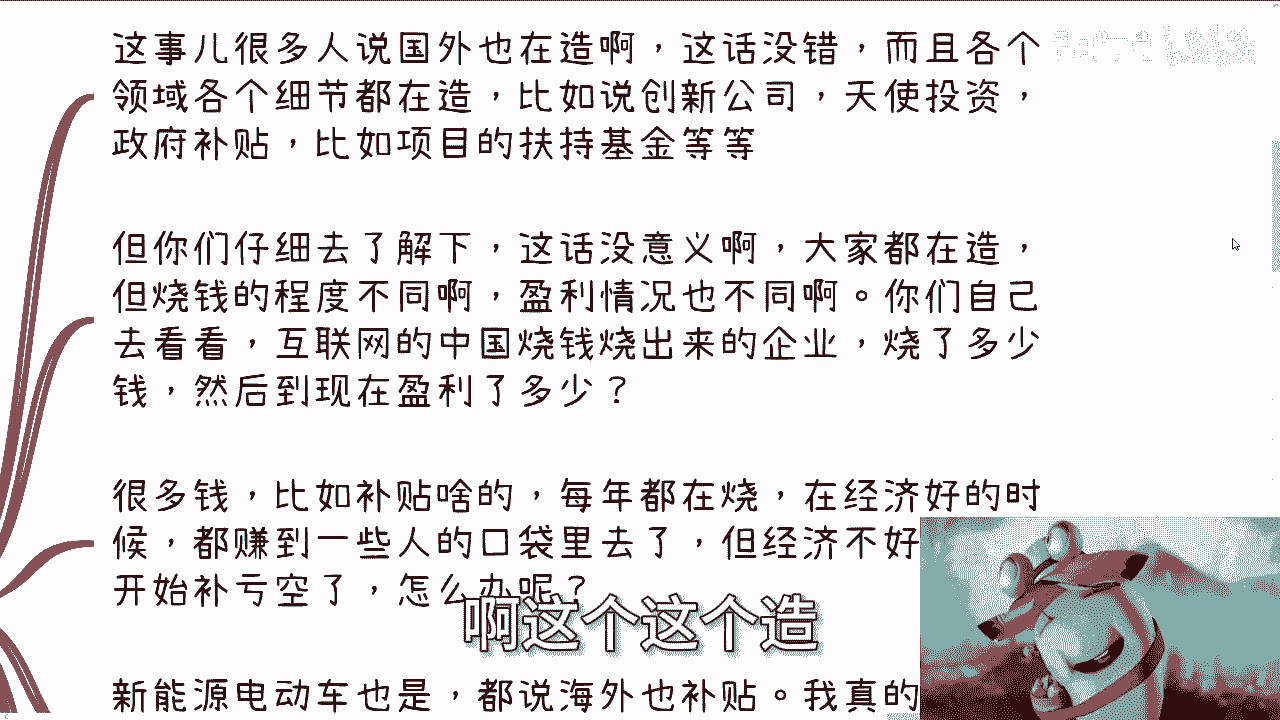 这事儿很多人说国外也在造啊，这话没错，而且各个
领域各个细节都在造，比如说创新公司，天使投资，
政府补贴，比如项目的扶持基金等等
但你们仔细去了解下，这话没意义啊，大家都在造，
但烧钱的程度不同啊，盈利情况也不同啊。你们自己
去看看，互联网的中国烧钱烧出来的企业，烧了多少
钱，然后到现在盈利了多少？
很多钱，比如补贴啥的，每年都在烧，在经济好的时
候，都赚到一些人的口袋里去了，但经济不好
开始补亏空了，怎么办呢？
啊这个这个造
新能源电动车也是，都说海外也补贴。我真的